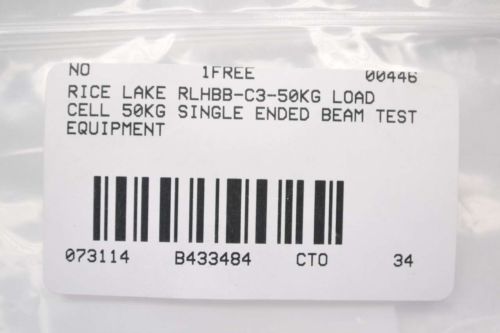 NO 1FREE 00446
RICE LAKE RLHBB-C3-50KG LOAD
CELL 50KG SINGLE ENDED BEAM TEST
EQUIPMENT
073114 B433484 CTO 34